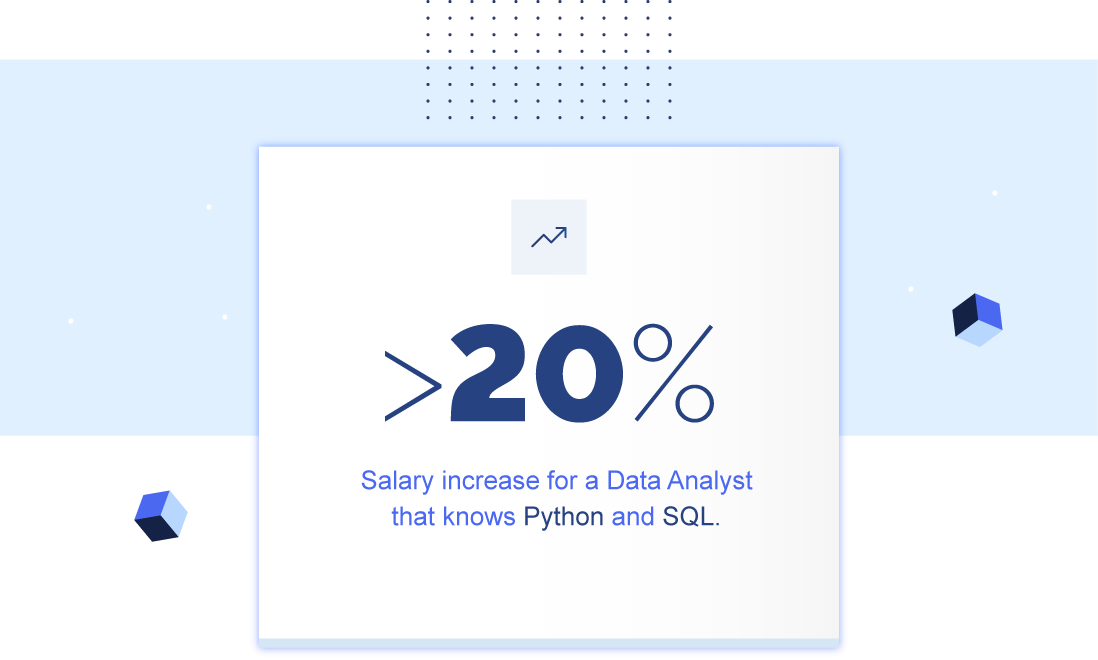 >20%
Salary increase for a Data Analyst
that knows Python and SQL.